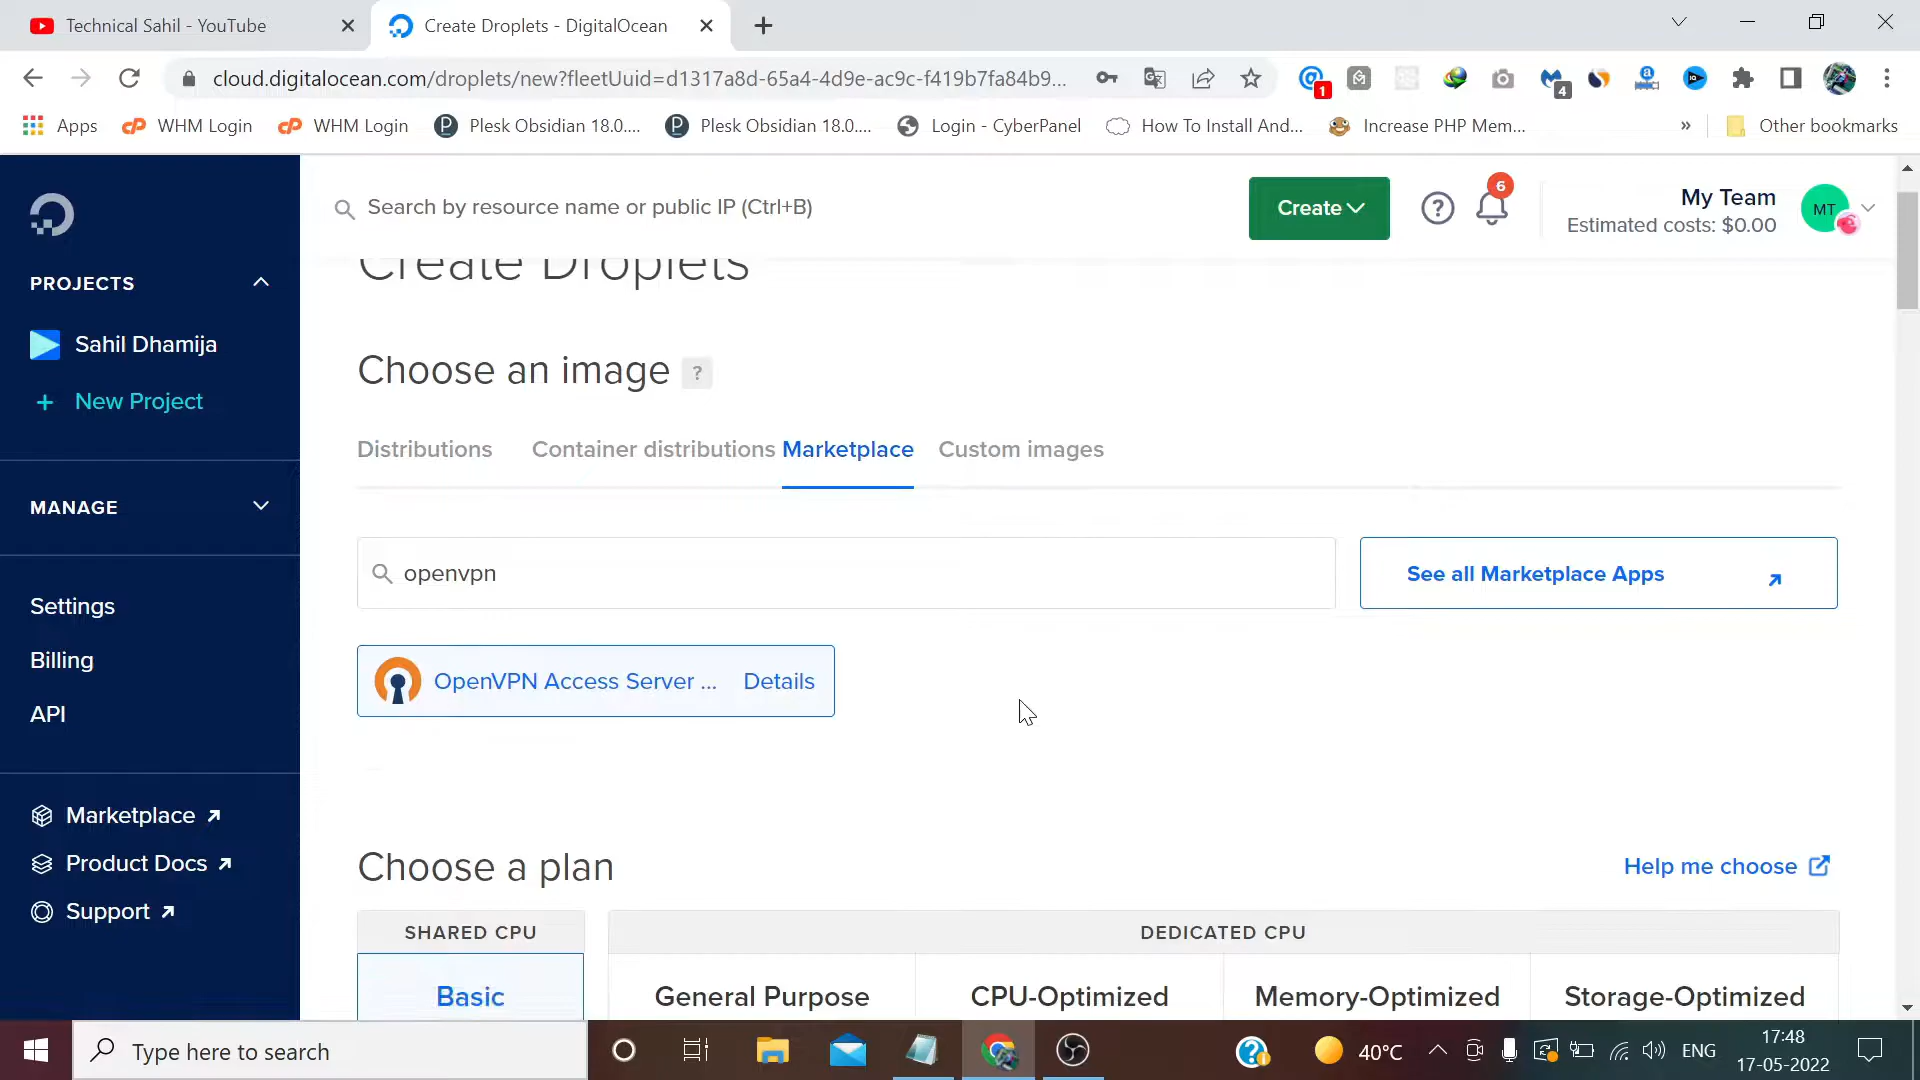 Technical Sahil - YouTube
Create Droplets - DigitalOcean
cloud.digitalocean.com/droplets/new?fleetUuid=d1317a8d-65a4-4d9e-ac9c-f419b7fa84b9...
1
4
Apps
WHM Login
WHM Login
Plesk Obsidian 18.0....
Plesk Obsidian 18.0....
Login - CyberPanel
How To Install And...
Increase PHP Mem...
»
Other bookmarks
Search by resource name or public IP (Ctrl+B)
Create
6
My Team
Estimated costs: $0.00
MT
PROJECTS
Sahil Dhamija
+ New Project
MANAGE
Settings
Billing
API
Marketplace
Product Docs
Support
Create Droplets
Choose an image ?
Distributions
Container distributions
Marketplace
Custom images
openvpn
See all Marketplace Apps
OpenVPN Access Server ...
Details
Choose a plan
Help me choose
SHARED CPU
DEDICATED CPU
Basic
General Purpose
CPU-Optimized
Memory-Optimized
Storage-Optimized
Type here to search
40°C
ENG
17:48
17-05-2022